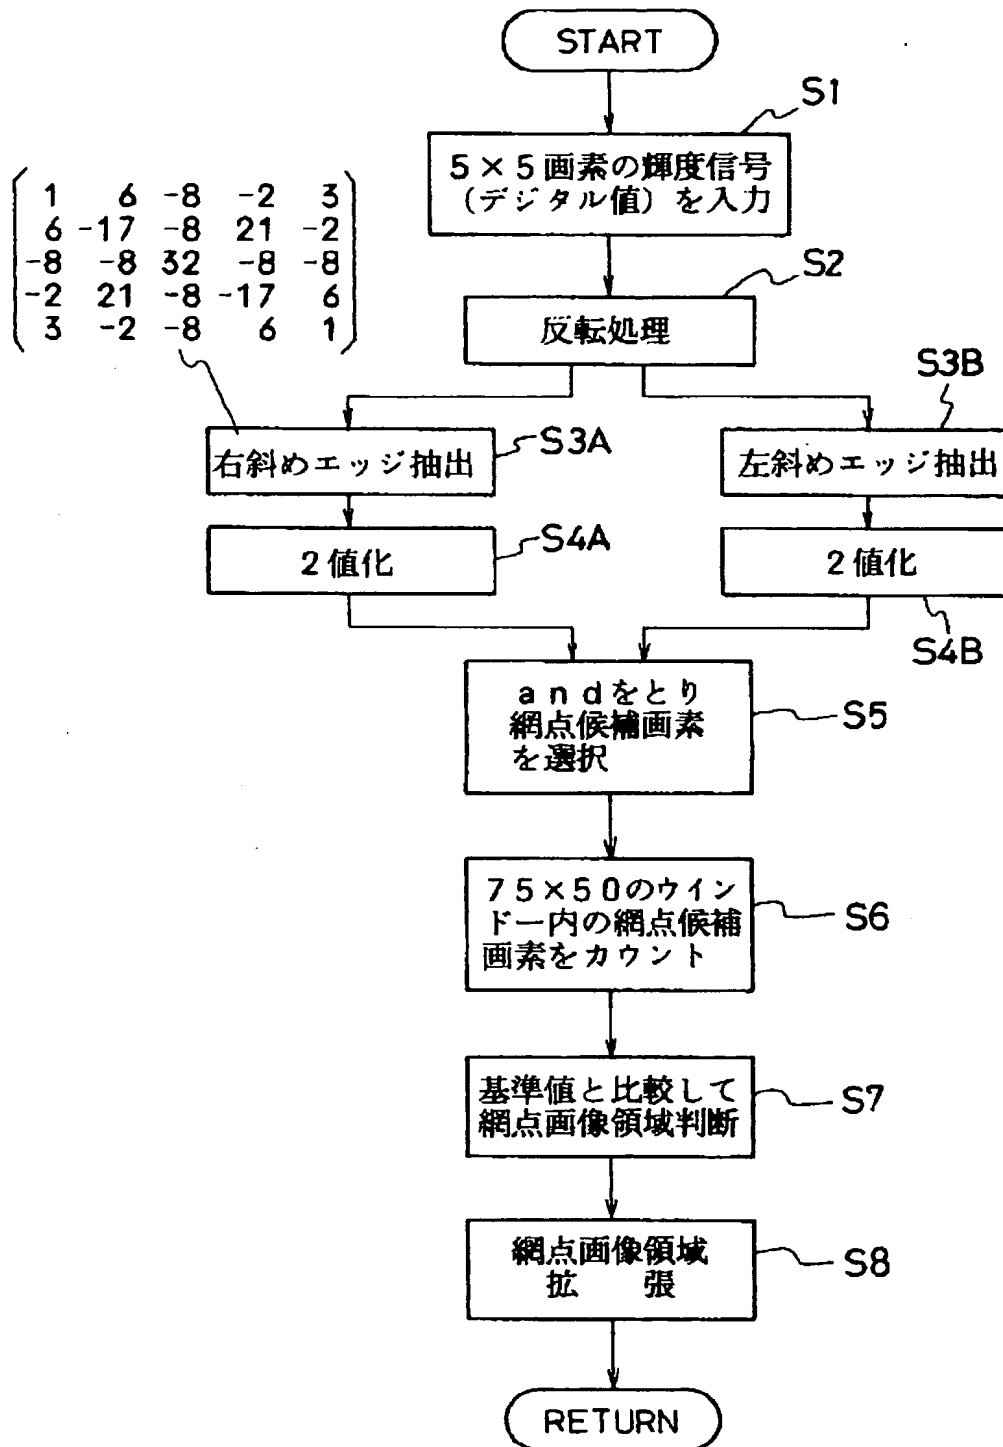 START
S1
5×5画素の輝度信号
(デジタル値)を入力
1 6 -8 -2 3
6 -17 -8 21 -2
-8 -8 32 -8 -8
-2 21 -8 -17 6
3 -2 -8 6 1
S2
反転処理
S3B
右斜めエッジ抽出
S3A
左斜めエッジ抽出
2値化
S4A
2値化
S4B
andをとり
網点候補画素
を選択
S5
75×50のウインドー内の網点候補
画素をカウント
S6
基準値と比較して
網点画像領域判断
S7
網点画像領域
拡 張
S8
RETURN